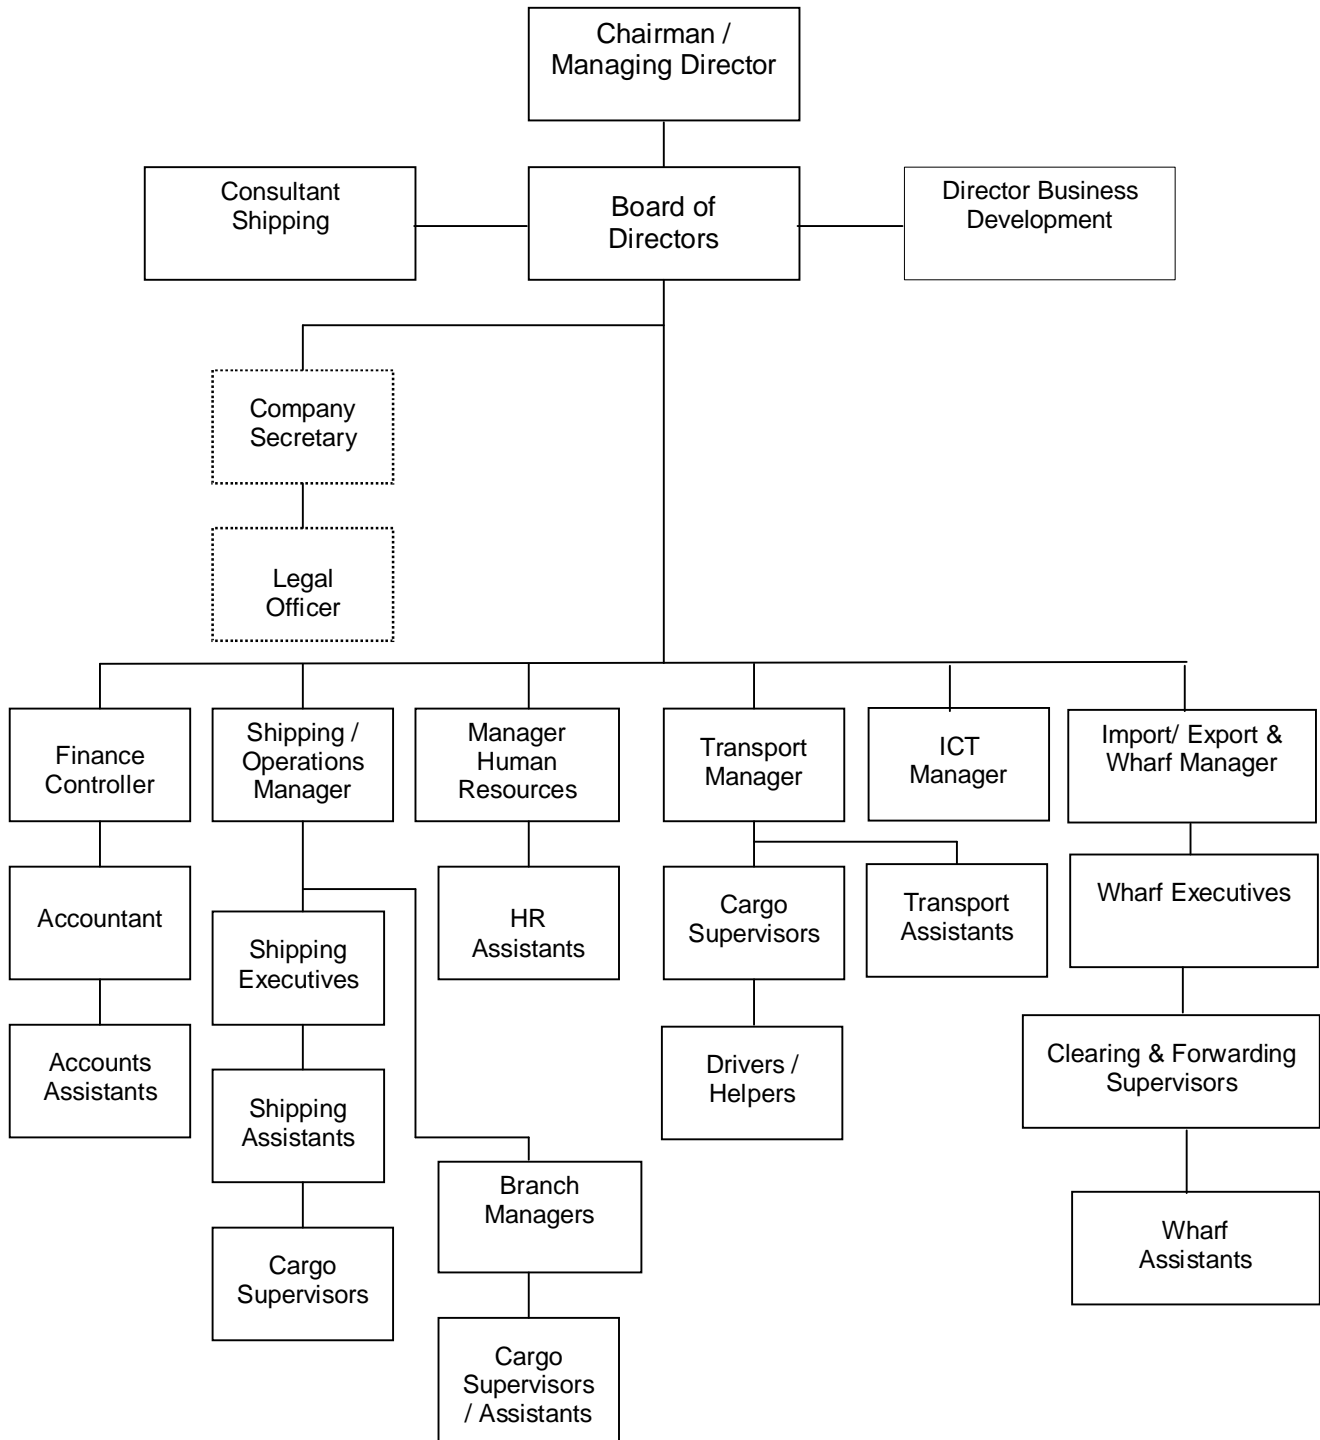 Chairman /
Managing Director
Consultant
Shipping
Board of
Directors
Director Business
Development
Company
Secretary
Legal
Officer
Finance
Controller
Shipping /
Operations
Manager
Manager
Human
Resources
Transport
Manager
ICT
Manager
Import/ Export &
Wharf Manager
Accountant
Shipping
Executives
HR
Assistants
Cargo
Supervisors
Transport
Assistants
Wharf Executives
Accounts
Assistants
Shipping
Assistants
Drivers /
Helpers
Clearing & Forwarding
Supervisors
Branch
Managers
Wharf
Assistants
Cargo
Supervisors
Cargo
Supervisors
/ Assistants